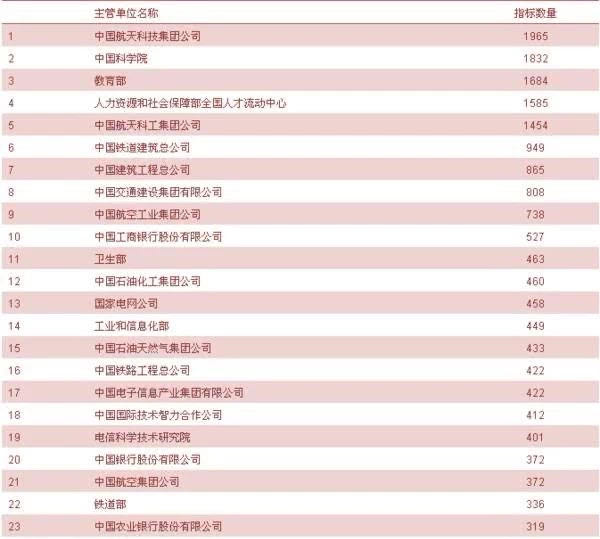 主管单位名称 指标数量
1 中国航天科技集团公司 1965
2 中国科学院 1832
3 教育部 1684
4 人力资源和社会保障部全国人才流动中心 1585
5 中国航天科工集团公司 1454
6 中国铁道建筑总公司 949
7 中国建筑工程总公司 865
8 中国交通建设集团有限公司 808
9 中国航空工业集团公司 738
10 中国工商银行股份有限公司 527
11 卫生部 463
12 中国石油化工集团公司 460
13 国家电网公司 458
14 工业和信息化部 449
15 中国石油天然气集团公司 433
16 中国铁路工程总公司 422
17 中国电子信息产业集团有限公司 422
18 中国国际技术智力合作公司 412
19 电信科学技术研究院 401
20 中国银行股份有限公司 372
21 中国航空集团公司 372
22 铁道部 336
23 中国农业银行股份有限公司 319